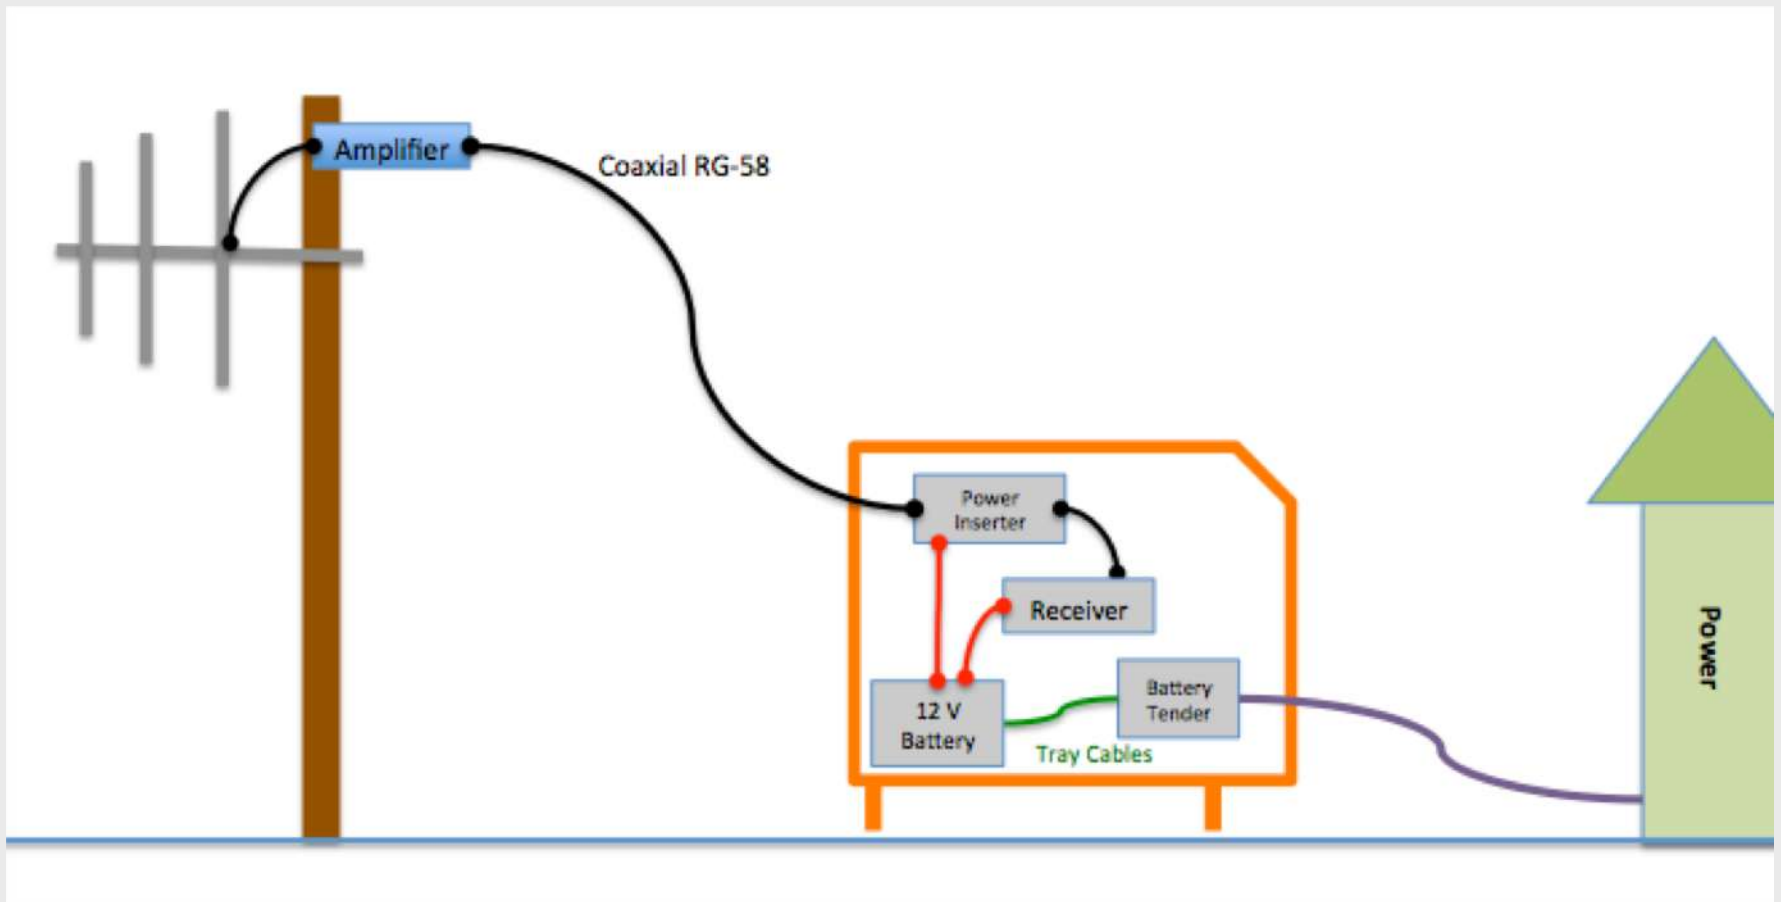 Amplifier
Coaxial RG-58
Power
Inserter
Receiver
12 V
Battery
Battery
Tender
Tray Cables
Power